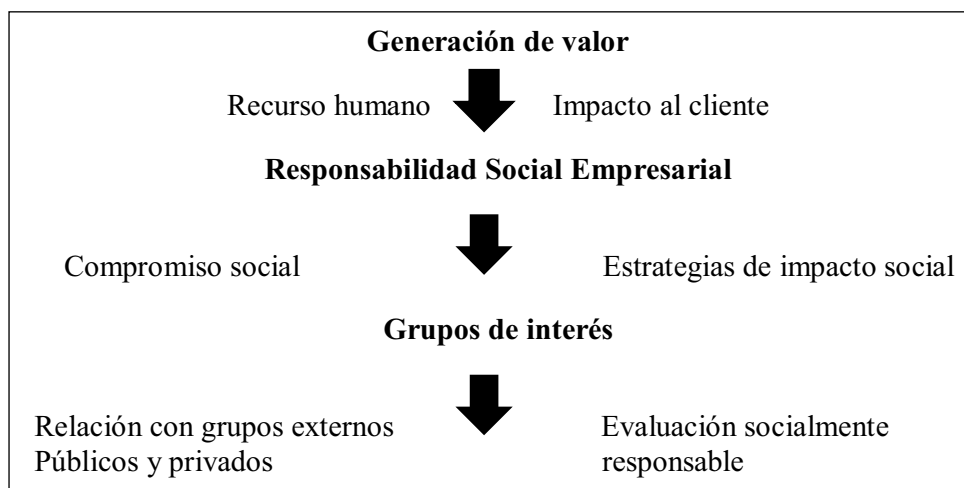 Generación de valor
Recurso humano
Impacto al cliente
Responsabilidad Social Empresarial
Compromiso social
Estrategias de impacto social
Grupos de interés
Relación con grupos externos
Públicos y privados
Evaluación socialmente
responsable